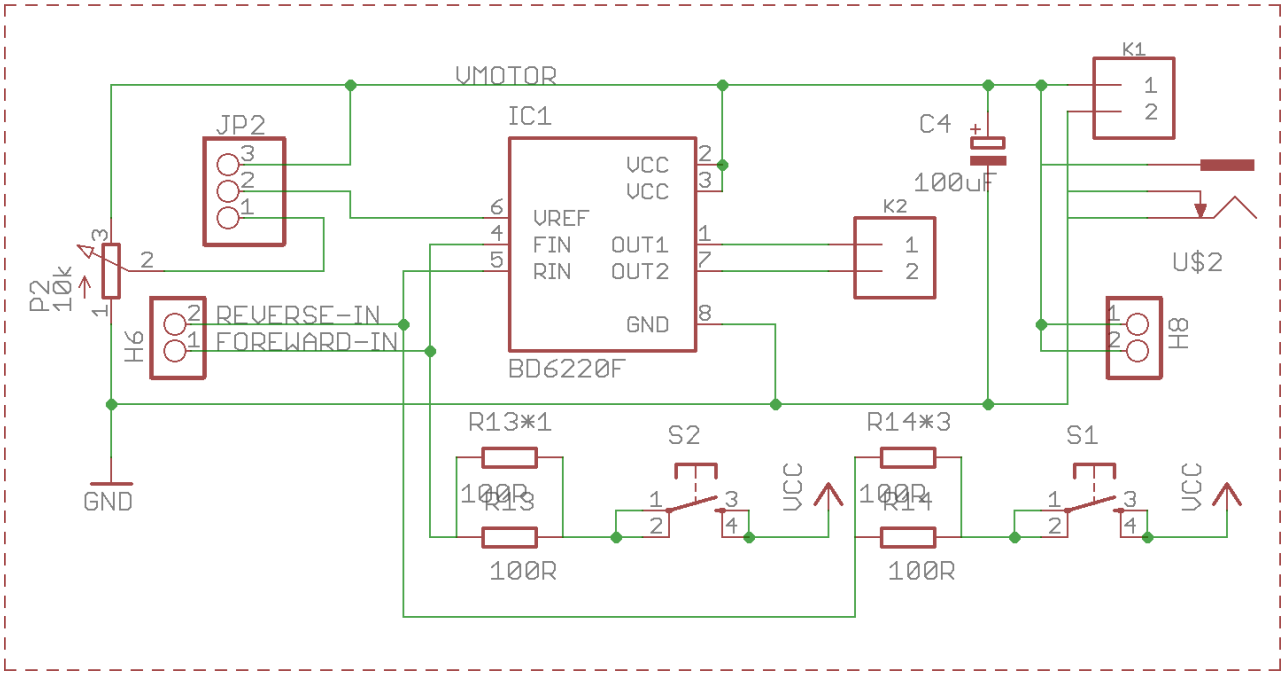 K1
VMOTOR
1
2
IC1
C4
+
100uF
JP2
3
2
1
VCC
VCC
2
3
K2
6
4
5
VREF
FIN
RIN
OUT1
OUT2
1
7
1
2
GND
8
BD6220F
U$2
3
2
1
P2
10k
H6
2
1
REVERSE-IN
FOREWARD-IN
1
2
H8
GND
R13*1
100R
R13
100R
S2
1
2
3
4
VCC
R14*3
100R
R14
100R
S1
1
2
3
4
VCC